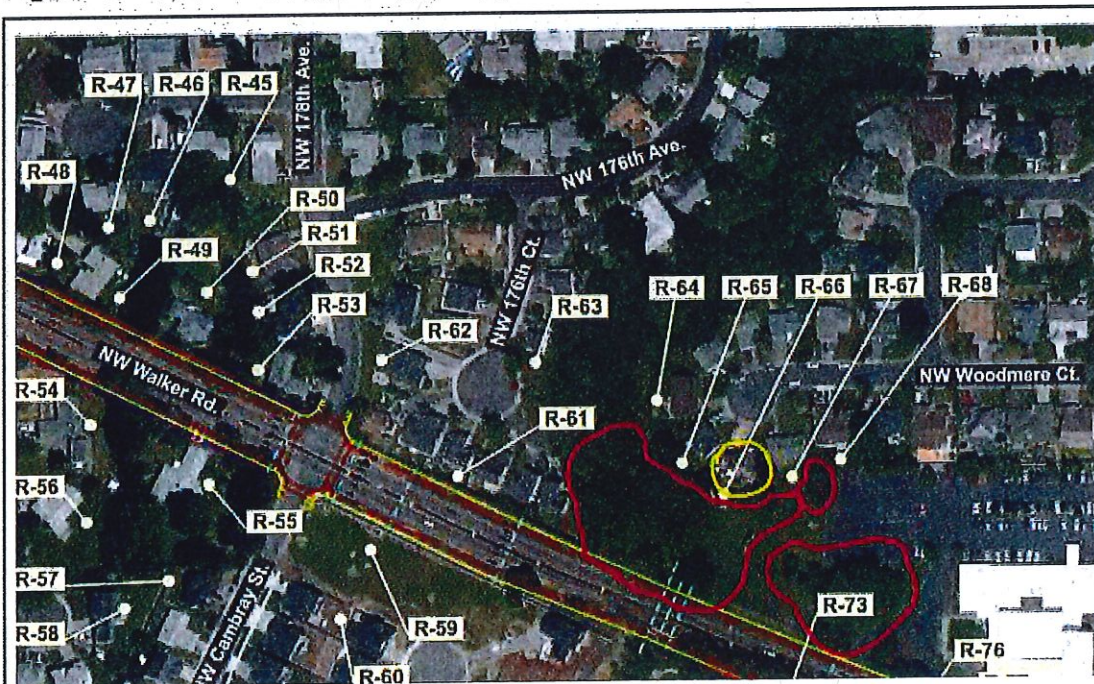 R-47
R-46
R-45
NW 178th Ave.
NW 176th Ave.
R-48
R-50
R-51
R-49
R-52
R-53
NW 176th Ct.
R-62
R-63
R-64
R-65
R-66
R-67
R-68
NW Walker Rd.
NW Woodmere Ct.
R-54
R-61
R-56
R-55
R-57
R-58
NW Cambray St.
R-59
R-60
R-73
R-76